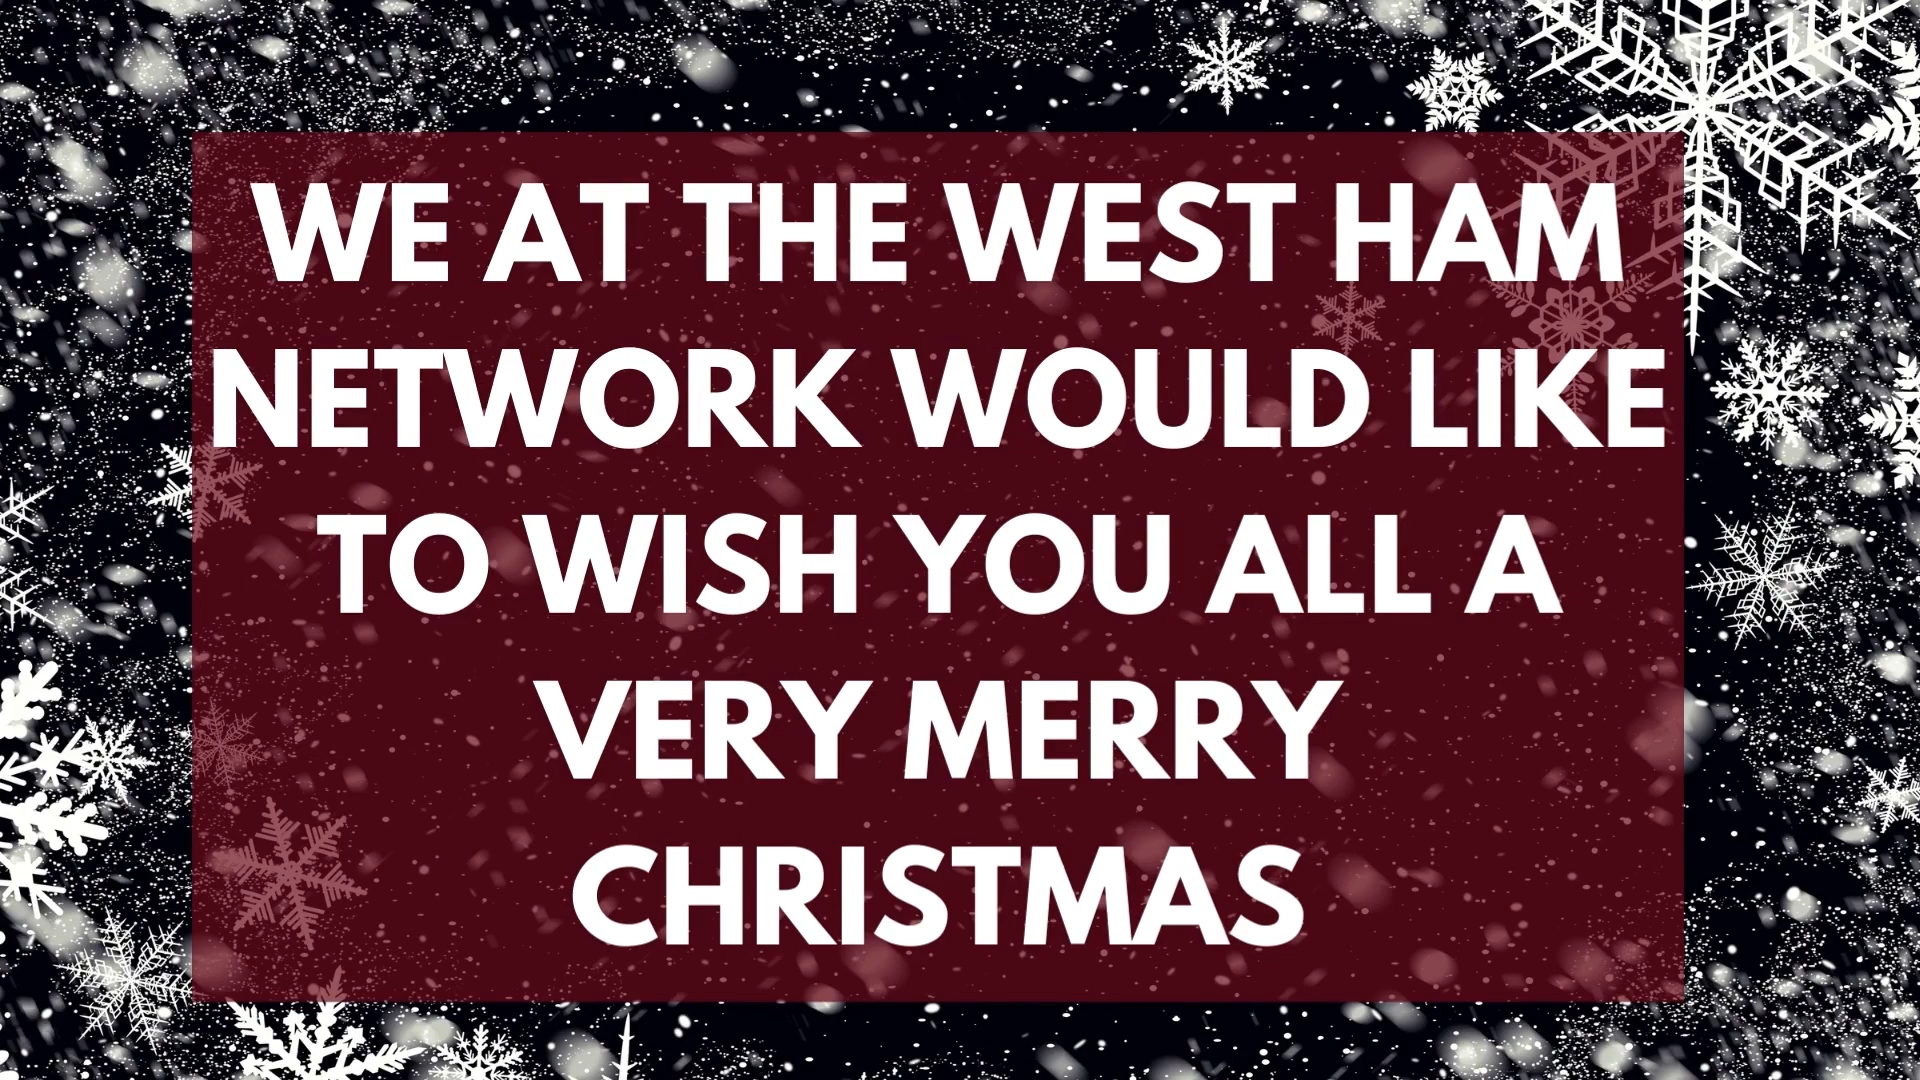 WE AT THE WEST HAM
NETWORK WOULD LIKE
TO WISH YOU ALL A
VERY MERRY
CHRISTMAS